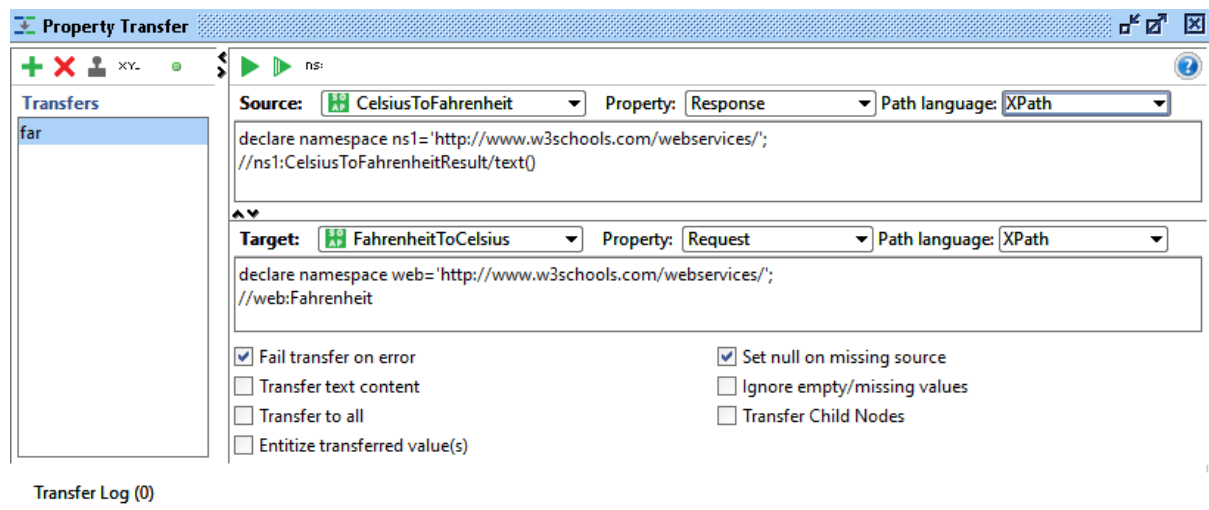 Property Transfer
XY- ns:
Transfers
far
Source: SOAP CelsiusToFahrenheit Property: Response Path language: XPath
declare namespace ns1='http://www.w3schools.com/webservices/';
//ns1:CelsiusToFahrenheitResult/text()
Target: SOAP FahrenheitToCelsius Property: Request Path language: XPath
declare namespace web='http://www.w3schools.com/webservices/';
//web:Fahrenheit
Fail transfer on error Set null on missing source
Transfer text content Ignore empty/missing values
Transfer to all Transfer Child Nodes
Entitize transferred value(s)
Transfer Log (0)